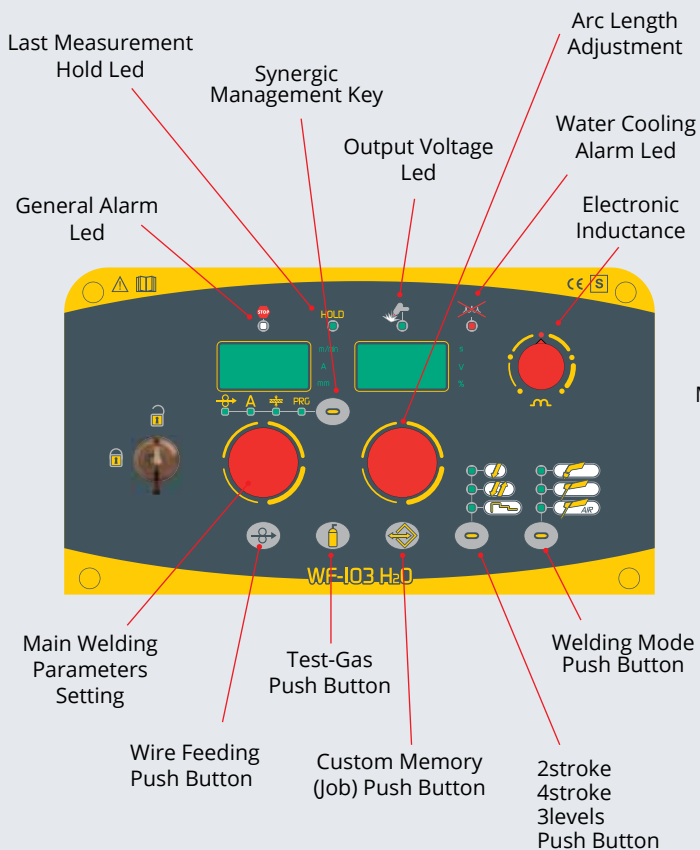 Arc Length
Adjustment
Last Measurement
Hold Led
Synergic
Management Key
Water Cooling
Alarm Led
Output Voltage
Led
General Alarm
Led
Electronic
Inductance
CE S
STOP
HOLD
m/min
A
mm
s
V
%
A
PRG
AIR
WF-103 H2O
N
Main Welding
Parameters
Setting
Test-Gas
Push Button
Welding Mode
Push Button
Wire Feeding
Push Button
Custom Memory
(Job) Push Button
2stroke
4stroke
3levels
Push Button